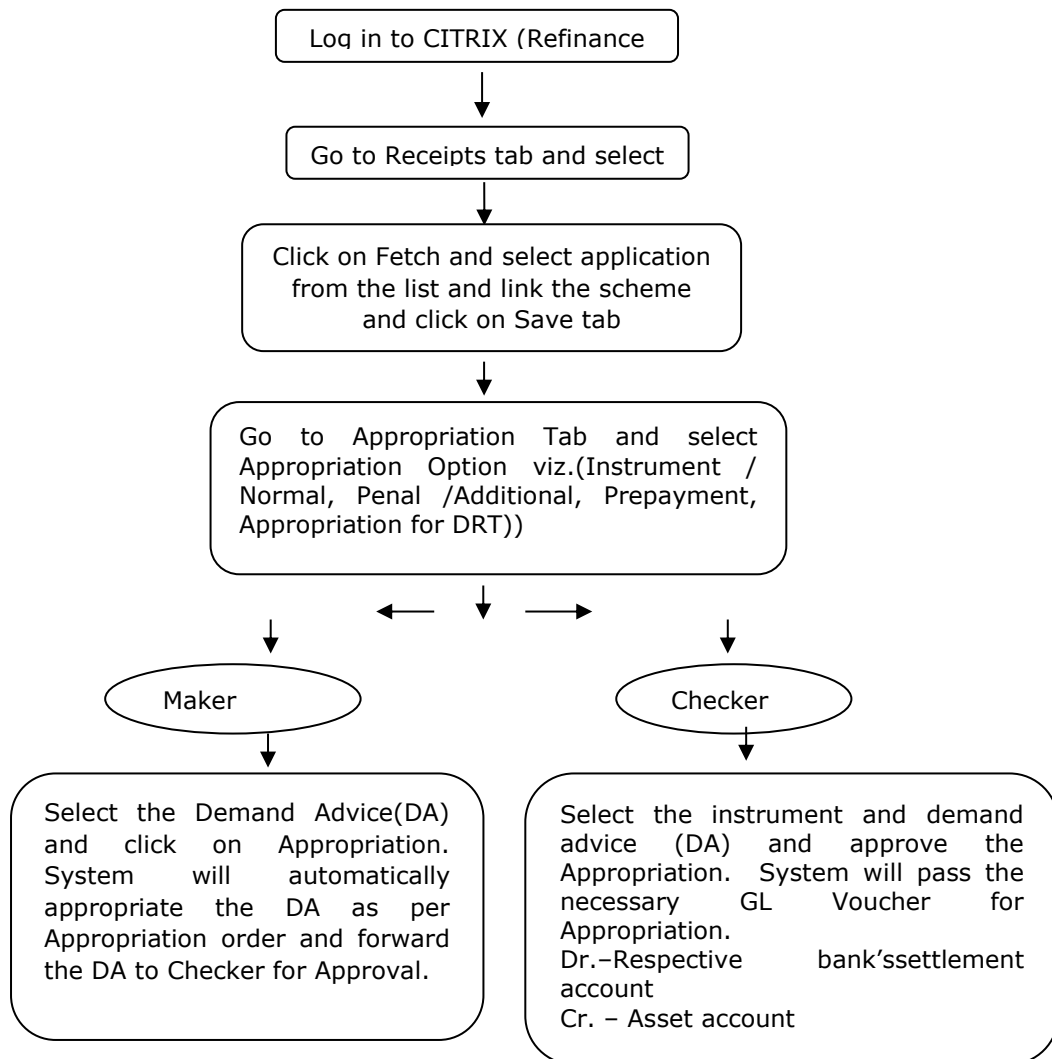 Log in to CITRIX (Refinance
Go to Receipts tab and select
Click on Fetch and select application
from the list and link the scheme
and click on Save tab
Go to Appropriation Tab and select
Appropriation Option viz.(Instrument /
Normal, Penal /Additional, Prepayment,
Appropriation for DRT))
Maker
Checker
Select the Demand Advice(DA)
and click on Appropriation.
System will automatically
appropriate the DA as per
Appropriation order and forward
the DA to Checker for Approval.
Select the instrument and demand
advice (DA) and approve the
Appropriation. System will pass the
necessary GL Voucher for
Appropriation.
Dr.–Respective bank'ssettlement
account
Cr. – Asset account